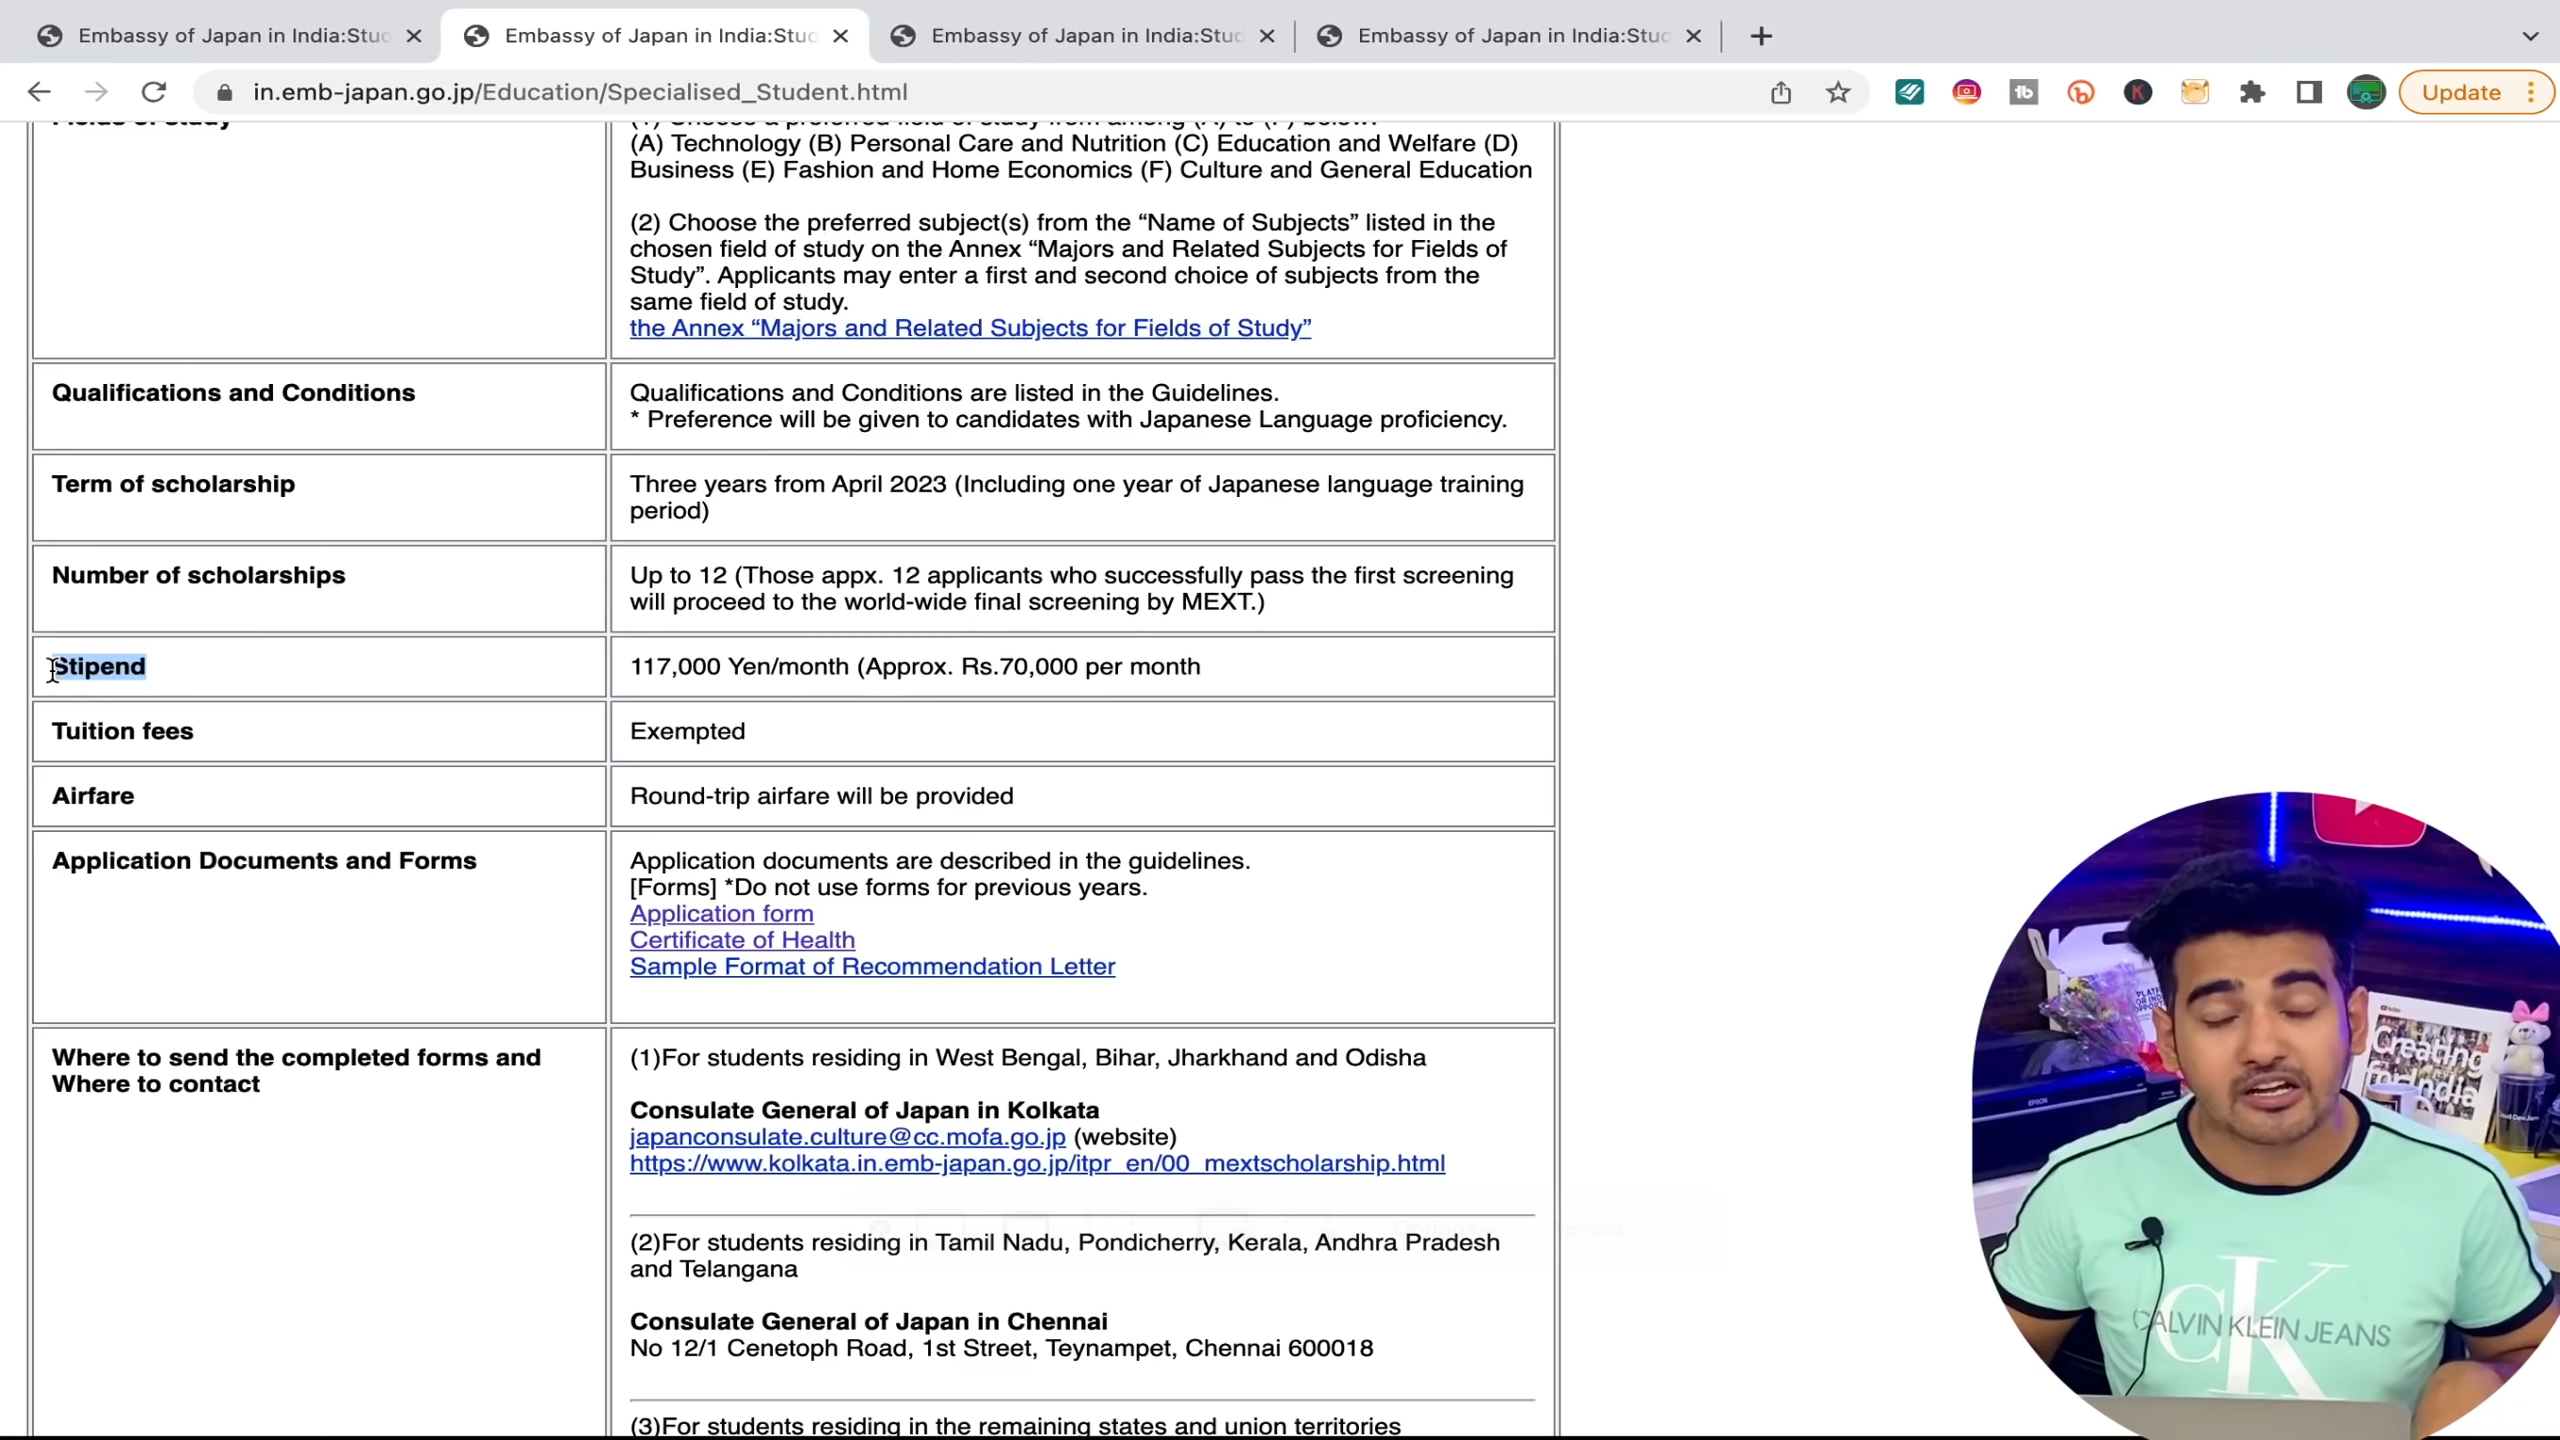 Embassy of Japan in India:Stu
Embassy of Japan in India:Stu
Embassy of Japan in India:Stu
Embassy of Japan in India:Stu
in.emb-japan.go.jp/Education/Specialised_Student.html
Update
(A) Technology (B) Personal Care and Nutrition (C) Education and Welfare (D)
Business (E) Fashion and Home Economics (F) Culture and General Education
(2) Choose the preferred subject(s) from the “Name of Subjects” listed in the
chosen field of study on the Annex “Majors and Related Subjects for Fields of
Study”. Applicants may enter a first and second choice of subjects from the
same field of study.
the Annex “Majors and Related Subjects for Fields of Study”
Qualifications and Conditions
Qualifications and Conditions are listed in the Guidelines.
* Preference will be given to candidates with Japanese Language proficiency.
Term of scholarship
Three years from April 2023 (Including one year of Japanese language training
period)
Number of scholarships
Up to 12 (Those appx. 12 applicants who successfully pass the first screening
will proceed to the world-wide final screening by MEXT.)
Stipend
117,000 Yen/month (Approx. Rs.70,000 per month
Tuition fees
Exempted
Airfare
Round-trip airfare will be provided
Application Documents and Forms
Application documents are described in the guidelines.
[Forms] *Do not use forms for previous years.
Application form
Certificate of Health
Sample Format of Recommendation Letter
Where to send the completed forms and
Where to contact
(1)For students residing in West Bengal, Bihar, Jharkhand and Odisha
Consulate General of Japan in Kolkata
japanconsulate.culture@cc.mofa.go.jp (website)
https://www.kolkata.in.emb-japan.go.jp/itpr_en/00_mextscholarship.html
(2)For students residing in Tamil Nadu, Pondicherry, Kerala, Andhra Pradesh
and Telangana
Consulate General of Japan in Chennai
No 12/1 Cenetoph Road, 1st Street, Teynampet, Chennai 600018
(3)For students residing in the remaining states and union territories
EPSON
Creating
for India
CK
CALVIN KLEIN JEANS